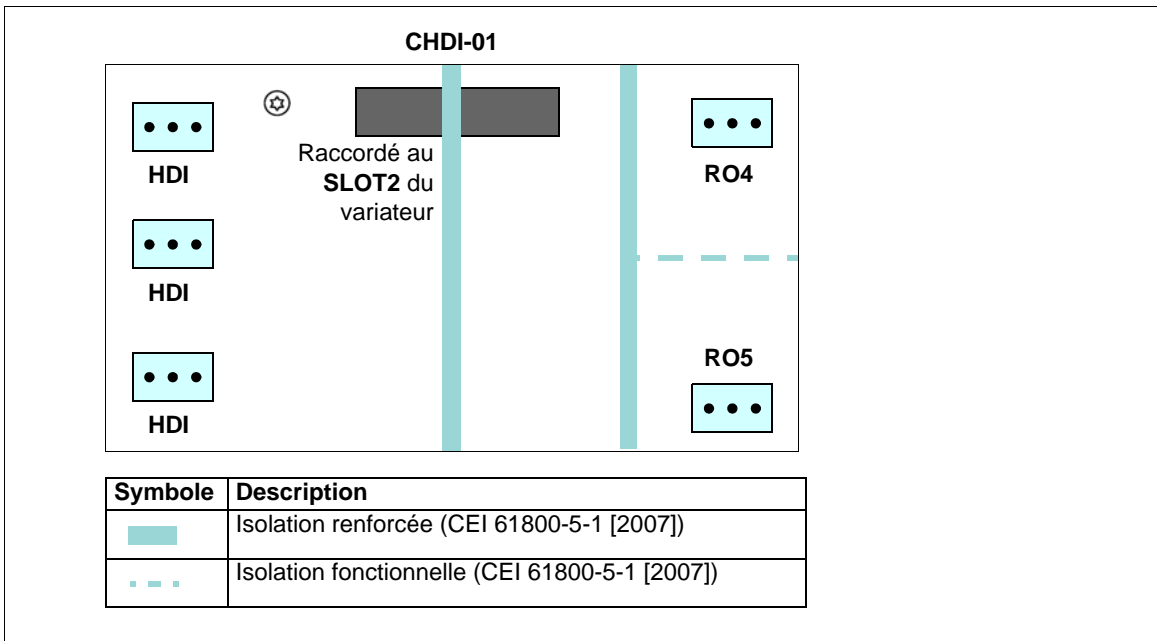 CHDI-01
HDI
Raccordé au
SLOT2 du
variateur
RO4
HDI
RO5
HDI
Symbole Description
Isolation renforcée (CEI 61800-5-1 [2007])
Isolation fonctionnelle (CEI 61800-5-1 [2007])